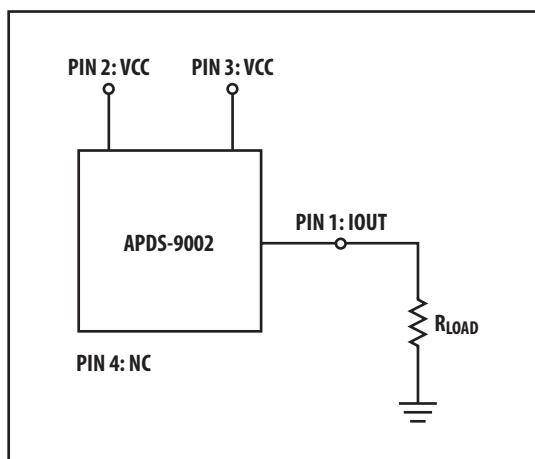 PIN 2: VCC
PIN 3: VCC
APDS-9002
PIN 1: IOUT
RLOAD
PIN 4: NC